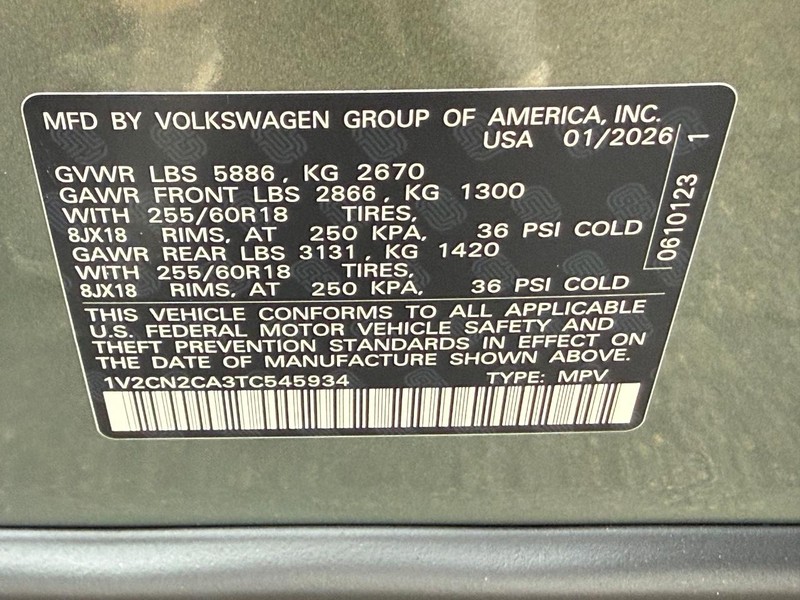 MFD BY VOLKSWAGEN GROUP OF AMERICA, INC.
USA 01/2026
GVWR LBS 5886, KG 2670
GAWR FRONT LBS 2866, KG 1300
WITH 255/60R18 TIRES,
8JX18 RIMS, AT 250 KPA, 36 PSI COLD
GAWR REAR LBS 3131, KG 1420
WITH 255/60R18 TIRES,
8JX18 RIMS, AT 250 KPA, 36 PSI COLD
THIS VEHICLE CONFORMS TO ALL APPLICABLE
U.S. FEDERAL MOTOR VEHICLE SAFETY AND
THEFT PREVENTION STANDARDS IN EFFECT ON
THE DATE OF MANUFACTURE SHOWN ABOVE.
1V2CN2CA3TC545934 TYPE: MPV
0610123 1